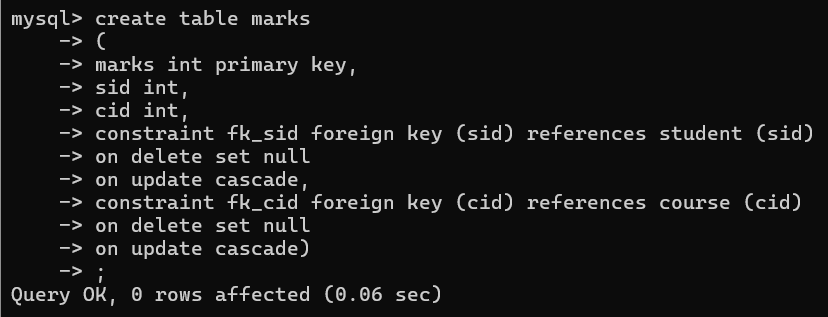 mysql> create table marks
    -> (
    -> marks int primary key,
    -> sid int,
    -> cid int,
    -> constraint fk_sid foreign key (sid) references student (sid)
    -> on delete set null
    -> on update cascade,
    -> constraint fk_cid foreign key (cid) references course (cid)
    -> on delete set null
    -> on update cascade)
    -> ;
Query OK, 0 rows affected (0.06 sec)